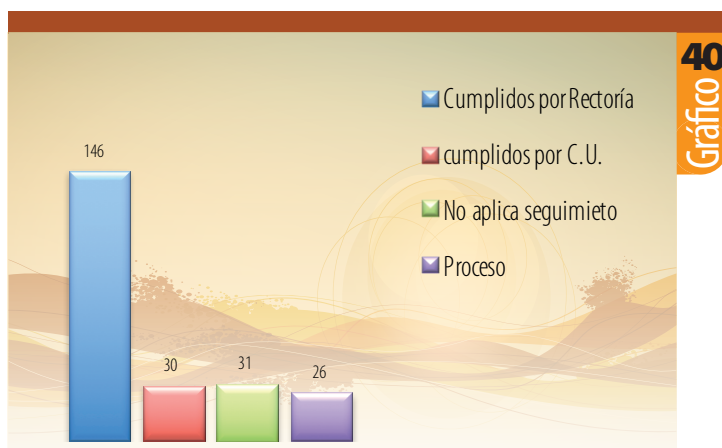 40
Gráfico
Cumplidos por Rectoría
cumplidos por C.U.
No aplica seguimieto
Proceso
146
30
31
26